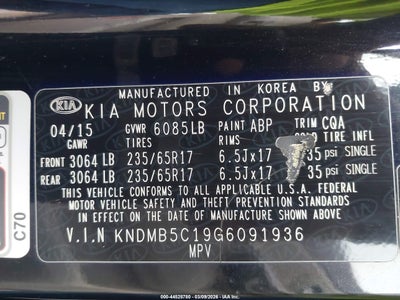 MANUFACTURED IN KOREA BY
KIA KIA MOTORS CORPORATION
04/15 GVWR 6085LB PAINT ABP TRIM CQA
GAWR TIRES RIMS COLD TIRE INFL
FRONT 3064 LB 235/65R17 6.5Jx17 35 psi SINGLE
REAR 3064 LB 235/65R17 6.5Jx17 35 psi SINGLE
THIS VEHICLE CONFORMS TO ALL APPLICABLE U.S.A. FEDERAL
MOTOR VEHICLE SAFETY AND THEFT PREVENTION STANDARDS
IN EFFECT ON THE DATE OF MANUFACTURE SHOWN ABOVE.
V.I.N KNDMB5C19G6091936
MPV
C70
000-44526780 - 03/09/2026 - IAAI